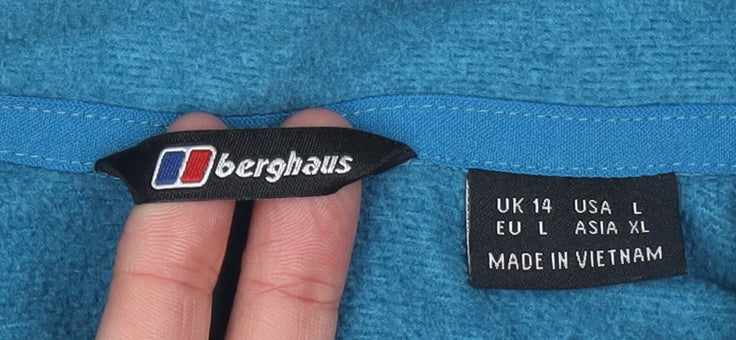 berghaus
UK 14 USA L
EU L ASIA XL
MADE IN VIETNAM